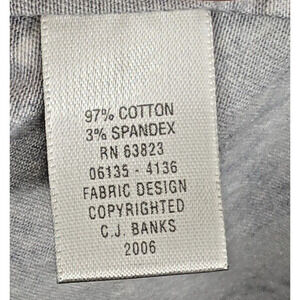 97% COTTON
3% SPANDEX
RN 63823
06135 - 4136
FABRIC DESIGN
COPYRIGHTED
C.J. BANKS
2006